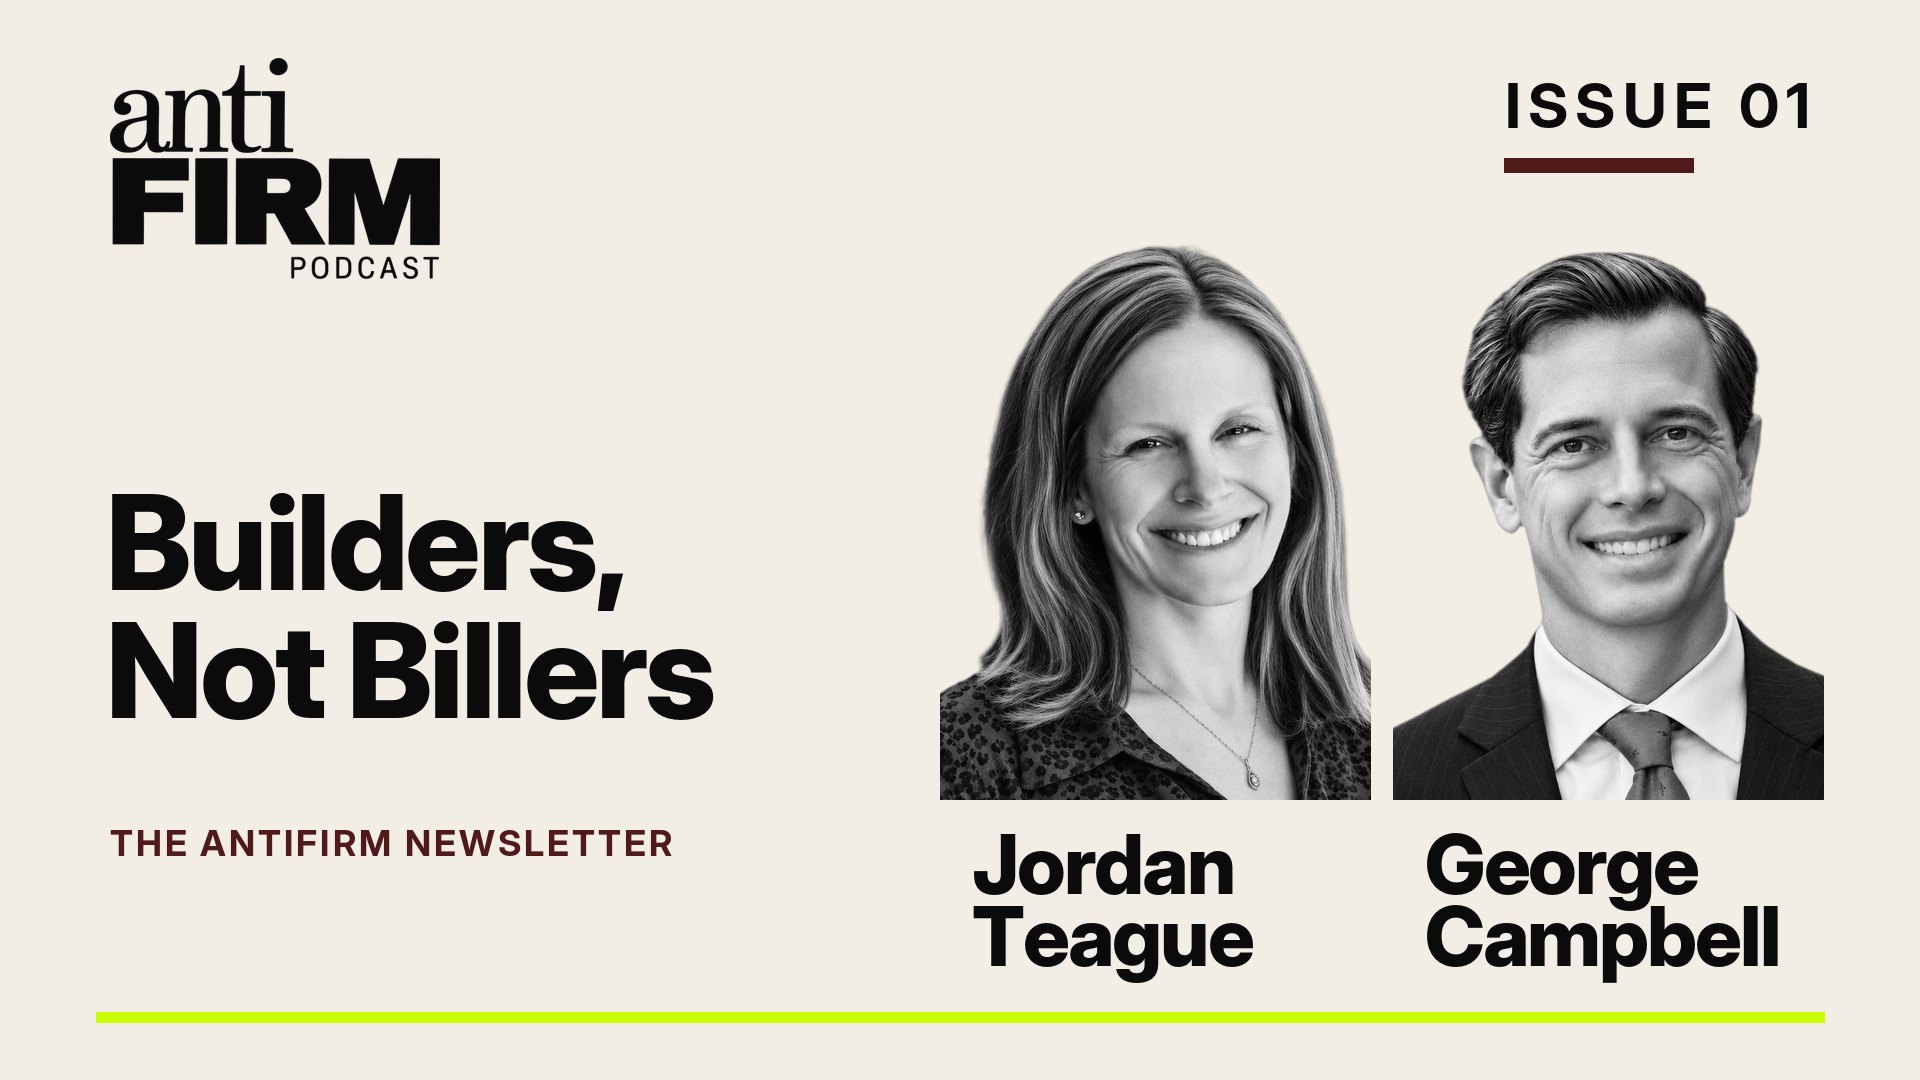 anti
FIRM
PODCAST
ISSUE 01
Builders,
Not Billers
THE ANTIFIRM NEWSLETTER
Jordan
Teague
George
Campbell